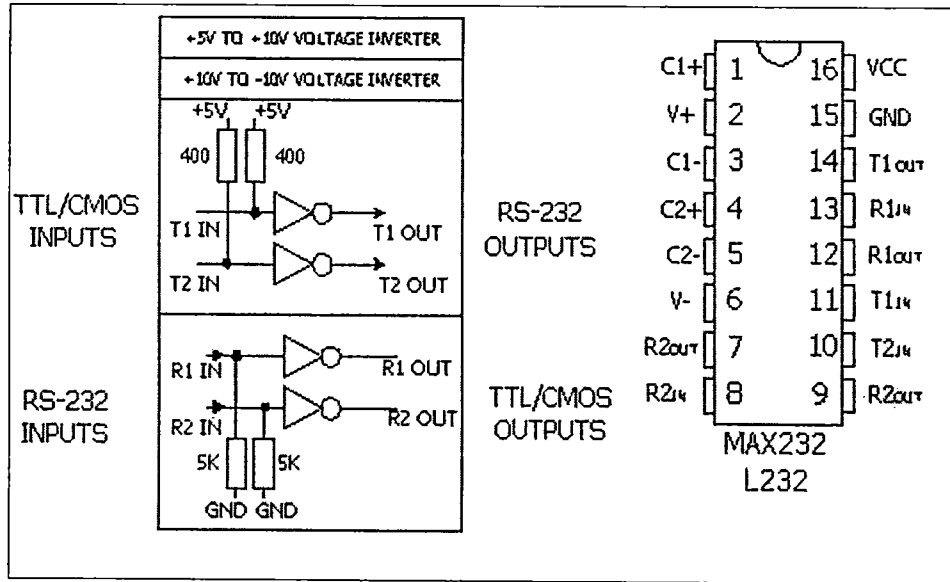 +5V TO +10V VOLTAGE INVERTER
+10V TO -10V VOLTAGE INVERTER
+5V +5V
400 400
TTL/CMOS
INPUTS
T1 IN T1 OUT
T2 IN T2 OUT
RS-232
OUTPUTS
RS-232
INPUTS
R1 IN R1 OUT
R2 IN R2 OUT
5K 5K
GND GND
TTL/CMOS
OUTPUTS
C1+ 1 16 VCC
V+ 2 15 GND
C1- 3 14 T1OUT
C2+ 4 13 R1IN
C2- 5 12 R1OUT
V- 6 11 T1IN
R2OUT 7 10 T2IN
R2IN 8 9 R2OUT
MAX232
L232